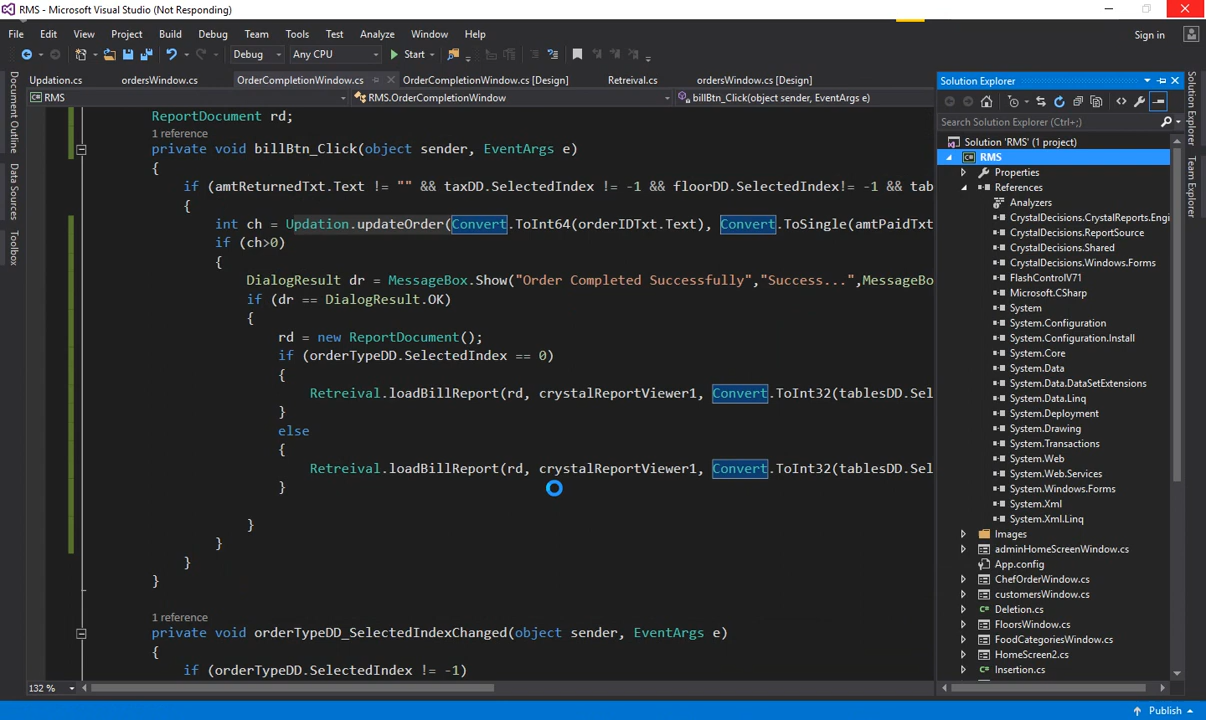 RMS - Microsoft Visual Studio (Not Responding)
File Edit View Project Build Debug Team Tools Test Analyze Window Help Sign in
Debug Any CPU Start
Updation.cs ordersWindow.cs OrderCompletionWindow.cs OrderCompletionWindow.cs [Design] Retreival.cs ordersWindow.cs [Design]
RMS RMS.OrderCompletionWindow billBtn_Click(object sender, EventArgs e)
Document Outline
Data Sources
Toolbox
ReportDocument rd;
1 reference
private void billBtn_Click(object sender, EventArgs e)
{
if (amtReturnedTxt.Text != "" && taxDD.SelectedIndex != -1 && floorDD.SelectedIndex!= -1 && tab
{
int ch = Updation.updateOrder(Convert.ToInt64(orderIDTxt.Text), Convert.ToSingle(amtPaidTxt
if (ch>0)
{
DialogResult dr = MessageBox.Show("Order Completed Successfully","Success...",MessageBo
if (dr == DialogResult.OK)
{
rd = new ReportDocument();
if (orderTypeDD.SelectedIndex == 0)
{
Retreival.loadBillReport(rd, crystalReportViewer1, Convert.ToInt32(tablesDD.Sel
}
else
{
Retreival.loadBillReport(rd, crystalReportViewer1, Convert.ToInt32(tablesDD.Sel
}
}
}
}
}
1 reference
private void orderTypeDD_SelectedIndexChanged(object sender, EventArgs e)
{
if (orderTypeDD.SelectedIndex != -1)
132 %
Solution Explorer
Search Solution Explorer (Ctrl+;)
Solution 'RMS' (1 project)
RMS
Properties
References
Analyzers
CrystalDecisions.CrystalReports.Engi
CrystalDecisions.ReportSource
CrystalDecisions.Shared
CrystalDecisions.Windows.Forms
FlashControlV71
Microsoft.CSharp
System
System.Configuration
System.Configuration.Install
System.Core
System.Data
System.Data.DataSetExtensions
System.Data.Linq
System.Deployment
System.Drawing
System.Transactions
System.Web
System.Web.Services
System.Windows.Forms
System.Xml
System.Xml.Linq
Images
adminHomeScreenWindow.cs
App.config
ChefOrderWindow.cs
customersWindow.cs
Deletion.cs
FloorsWindow.cs
FoodCategoriesWindow.cs
HomeScreen2.cs
Insertion.cs
Solution Explorer
Team Explorer
Publish